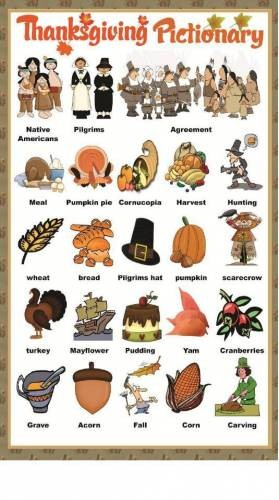 Thanksgiving Pictionary
Native Americans Pilgrims Agreement
Meal Pumpkin pie Cornucopia Harvest Hunting
wheat bread Pilgrims hat pumpkin scarecrow
turkey Mayflower Pudding Yam Cranberries
Grave Acorn Fall Corn Carving